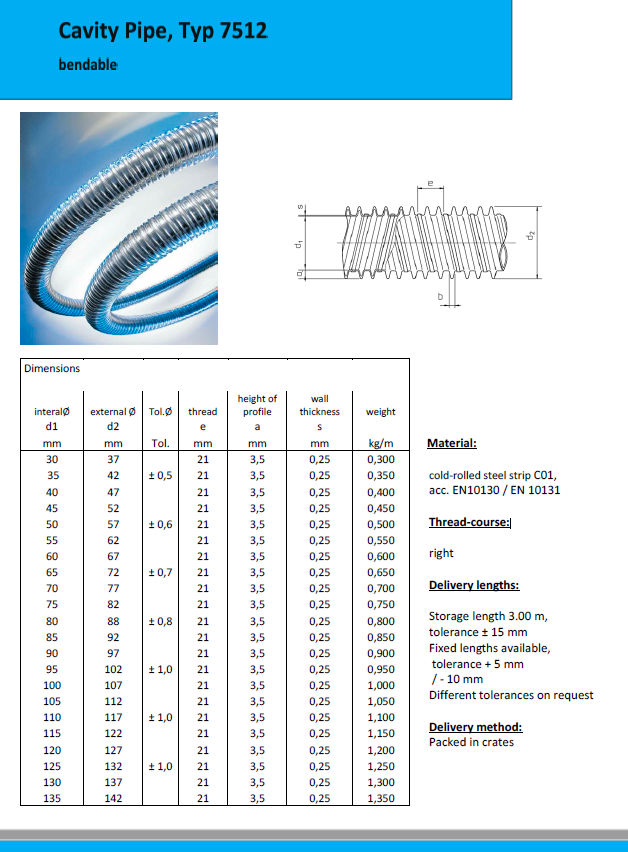 Cavity Pipe, Typ 7512
bendable
e
s
d1
a
d2
b
Dimensions
interalØ external Ø Tol.Ø thread height of profile wall thickness weight
d1 d2 e a s
mm mm Tol. mm mm mm kg/m
30 37 21 3,5 0,25 0,300
35 42 ± 0,5 21 3,5 0,25 0,350
40 47 21 3,5 0,25 0,400
45 52 21 3,5 0,25 0,450
50 57 ± 0,6 21 3,5 0,25 0,500
55 62 21 3,5 0,25 0,550
60 67 21 3,5 0,25 0,600
65 72 ± 0,7 21 3,5 0,25 0,650
70 77 21 3,5 0,25 0,700
75 82 21 3,5 0,25 0,750
80 88 ± 0,8 21 3,5 0,25 0,800
85 92 21 3,5 0,25 0,850
90 97 21 3,5 0,25 0,900
95 102 ± 1,0 21 3,5 0,25 0,950
100 107 21 3,5 0,25 1,000
105 112 21 3,5 0,25 1,050
110 117 ± 1,0 21 3,5 0,25 1,100
115 122 21 3,5 0,25 1,150
120 127 21 3,5 0,25 1,200
125 132 ± 1,0 21 3,5 0,25 1,250
130 137 21 3,5 0,25 1,300
135 142 21 3,5 0,25 1,350
Material:
cold-rolled steel strip C01,
acc. EN10130 / EN 10131
Thread-course:
right
Delivery lengths:
Storage length 3.00 m,
tolerance ± 15 mm
Fixed lengths available,
tolerance + 5 mm
/ - 10 mm
Different tolerances on request
Delivery method:
Packed in crates